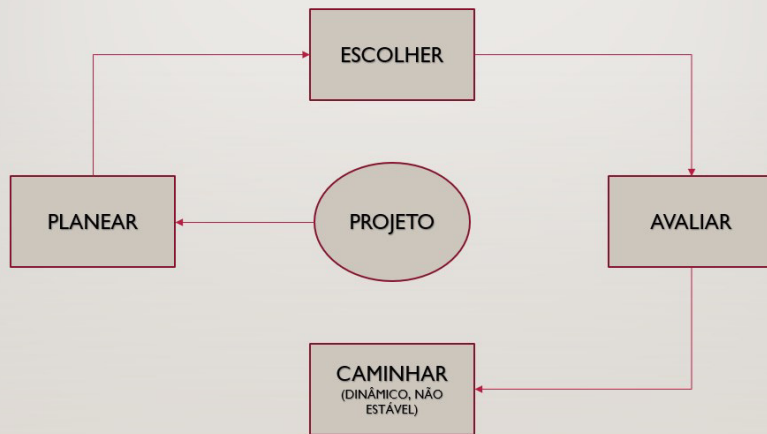 ESCOLHER
PLANEAR
PROJETO
AVALIAR
CAMINHAR
(DINÂMICO, NÃO
ESTÁVEL)